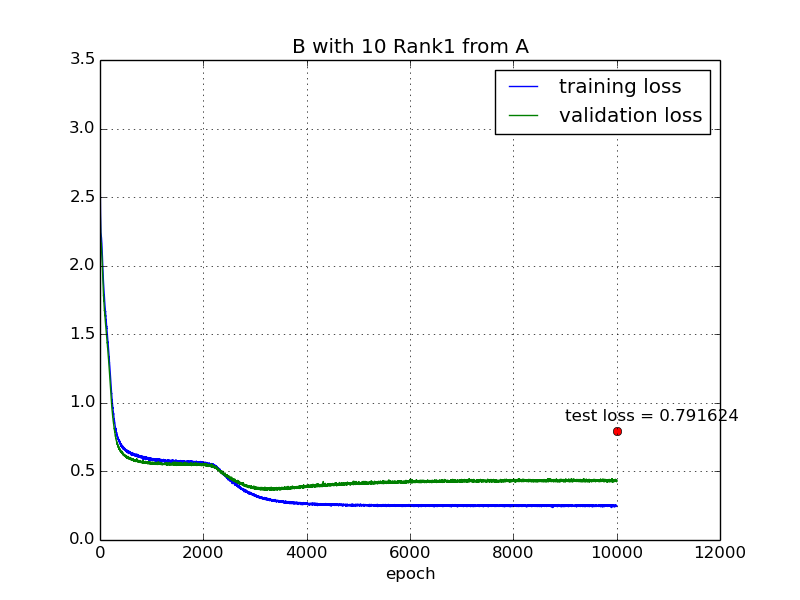 B with 10 Rank1 from A
3.5
3.0
2.5
2.0
1.5
1.0
0.5
0.0
training loss
validation loss
test loss = 0.791624
0 2000 4000 6000 8000 10000 12000
epoch